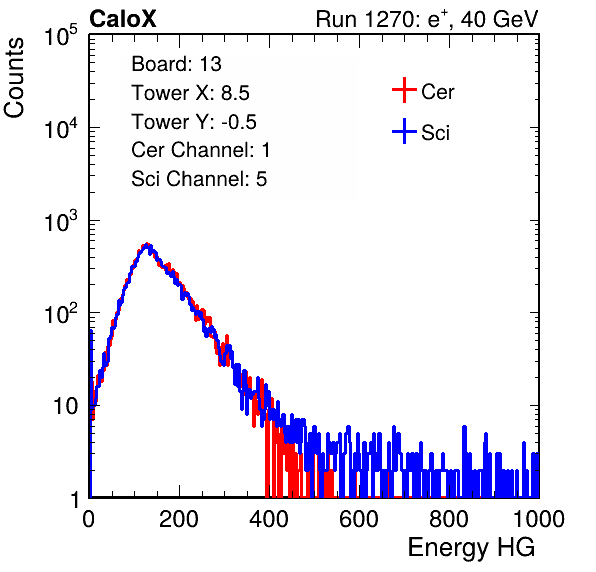 CaloX Run 1270: e⁺, 40 GeV
Counts
Board: 13
Tower X: 8.5
Tower Y: -0.5
Cer Channel: 1
Sci Channel: 5
Cer
Sci
10⁵
10⁴
10³
10²
10
1
0 200 400 600 800 1000
Energy HG